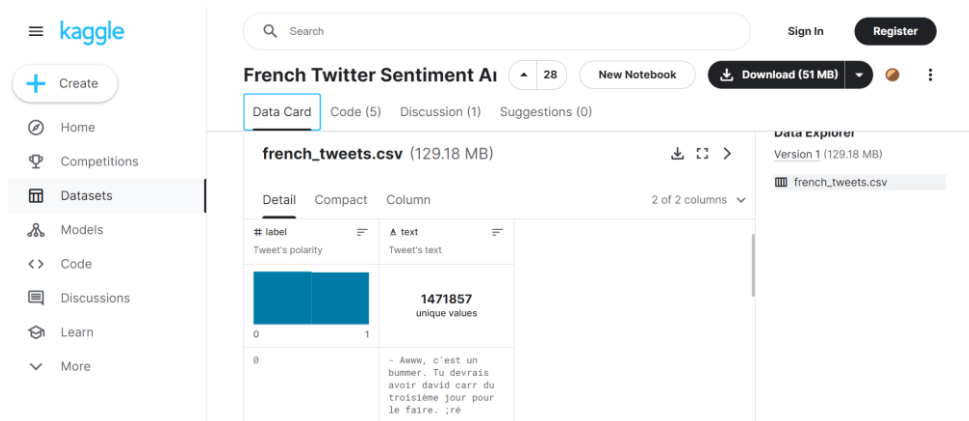 kaggle
Search
Sign In
Register
Create
Home
Competitions
Datasets
Models
Code
Discussions
Learn
More
French Twitter Sentiment A
28
New Notebook
Download (51 MB)
Data Card
Code (5)
Discussion (1)
Suggestions (0)
french_tweets.csv (129.18 MB)
Detail
Compact
Column
2 of 2 columns
# label
Tweet's polarity
A text
Tweet's text
0
1
1471857
unique values
0
- Awww, c'est un
bummer. Tu devrais
avoir david carr du
troisième jour pour
le faire. ;ré
Data Explorer
Version 1 (129.18 MB)
french_tweets.csv